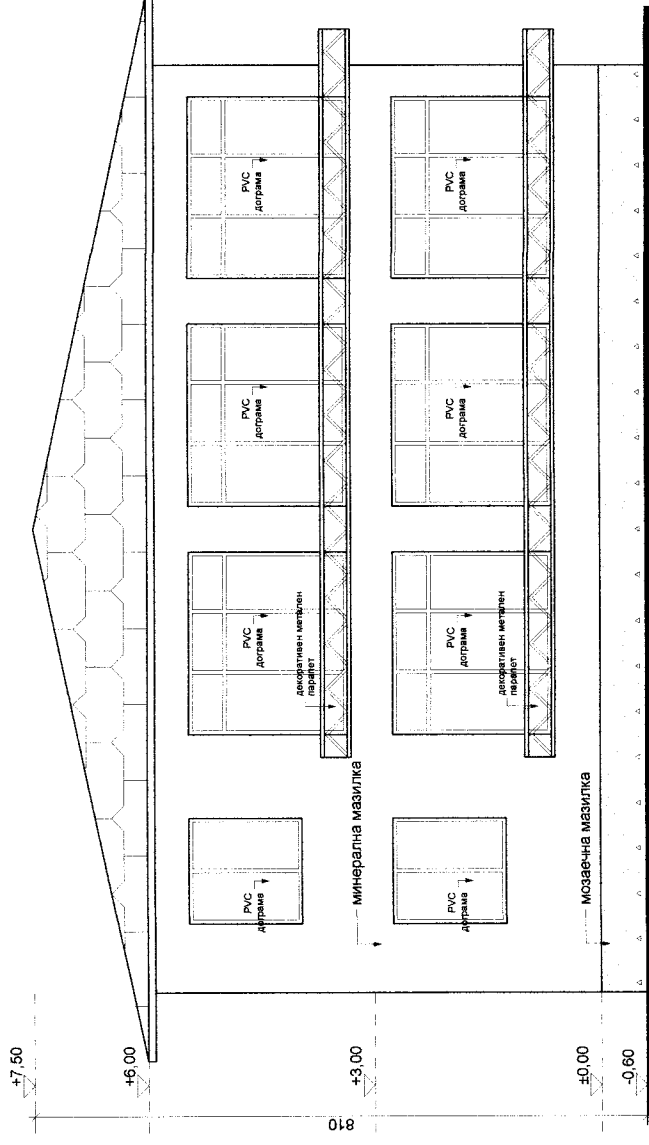 +7,50
+6,00
+3,00
±0,00
-0,60
810
PVC
дограма
PVC
дограма
PVC
дограма
PVC
дограма
декоративен метален
парапет
минерална мазилка
PVC
дограма
PVC
дограма
PVC
дограма
PVC
дограма
декоративен метален
парапет
мозаечна мазилка